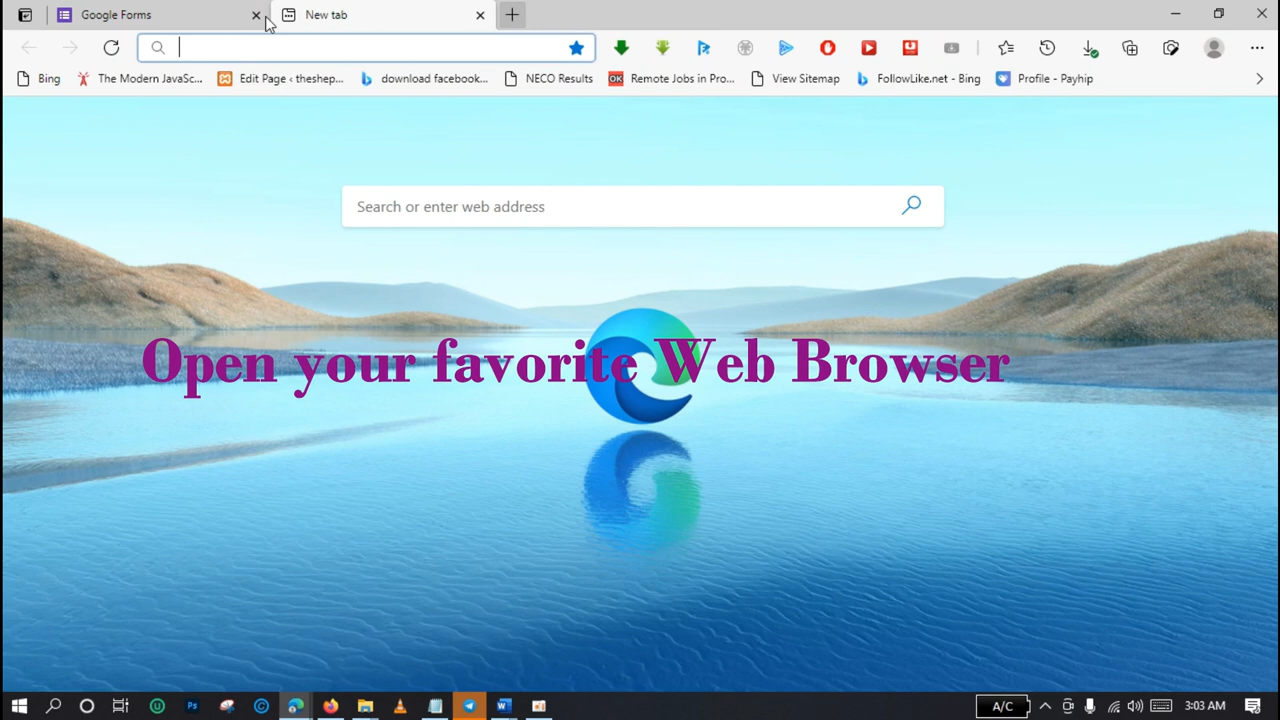 Google Forms
New tab
Bing
The Modern JavaSc...
Edit Page ‹ theshep...
download facebook...
NECO Results
OK
Remote Jobs in Pro...
View Sitemap
FollowLike.net - Bing
Profile - Payhip
Search or enter web address
Open your favorite Web Browser
Ps
W
A/C
3:03 AM